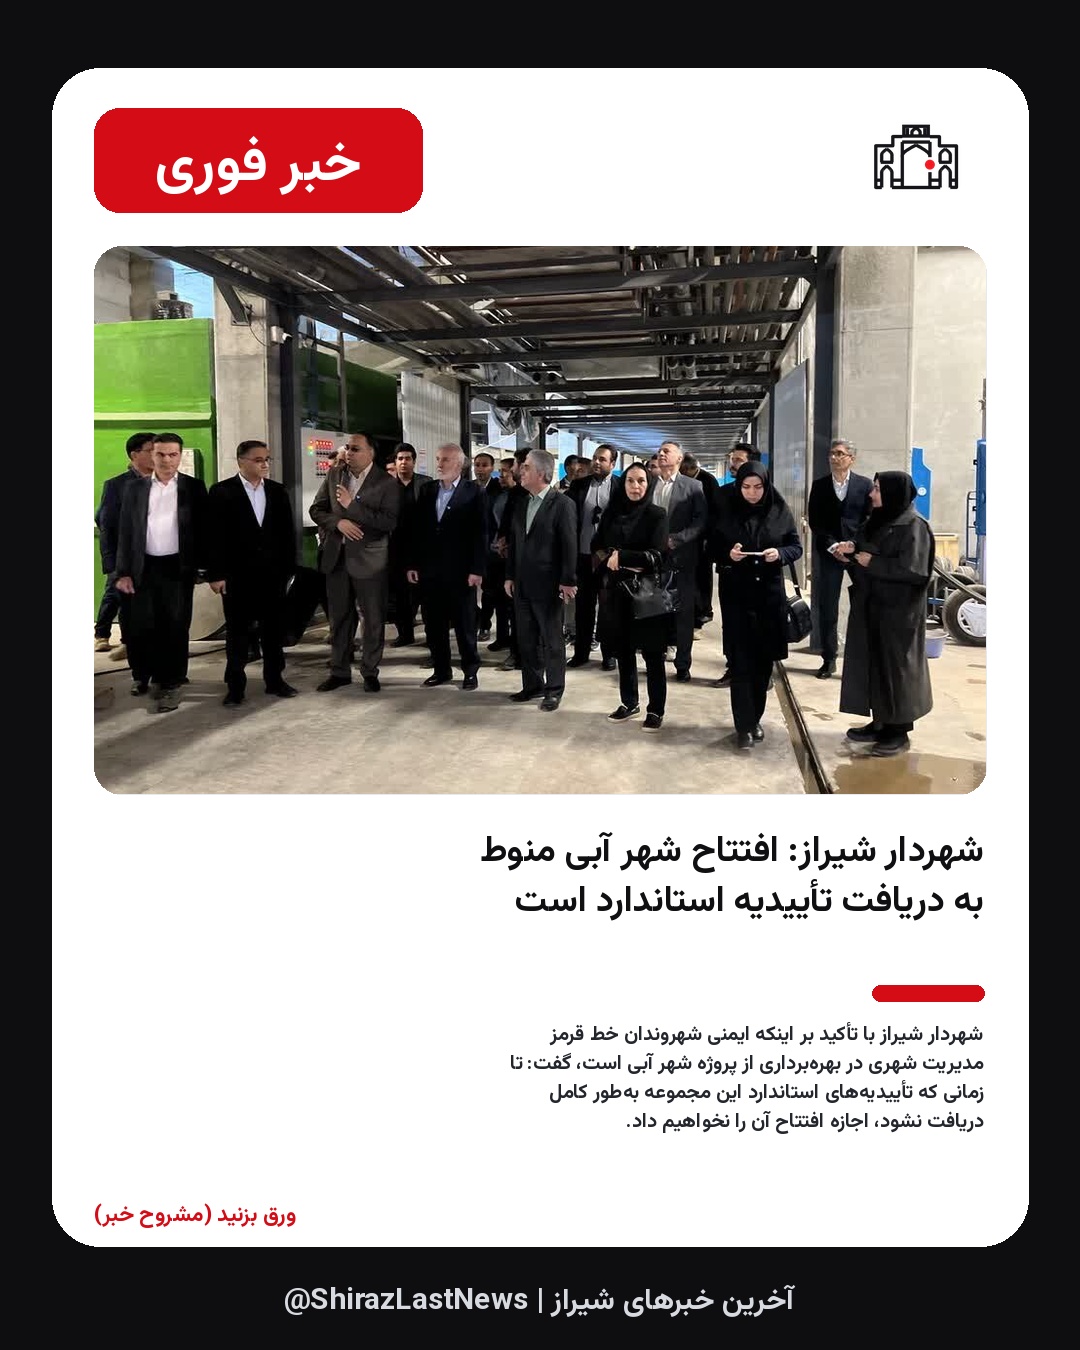 خبر فوری
شهردار شیراز: افتتاح شهر آبی منوط
به دریافت تأییدیه استاندارد است
شهردار شیراز با تأکید بر اینکه ایمنی شهروندان خط قرمز
مدیریت شهری در بهره‌برداری از پروژه شهر آبی است، گفت: تا
زمانی که تأییدیه‌های استاندارد این مجموعه به‌طور کامل
دریافت نشود، اجازه افتتاح آن را نخواهیم داد.
ورق بزنید (مشروح خبر)
آخرین خبرهای شیراز | @ShirazLastNews